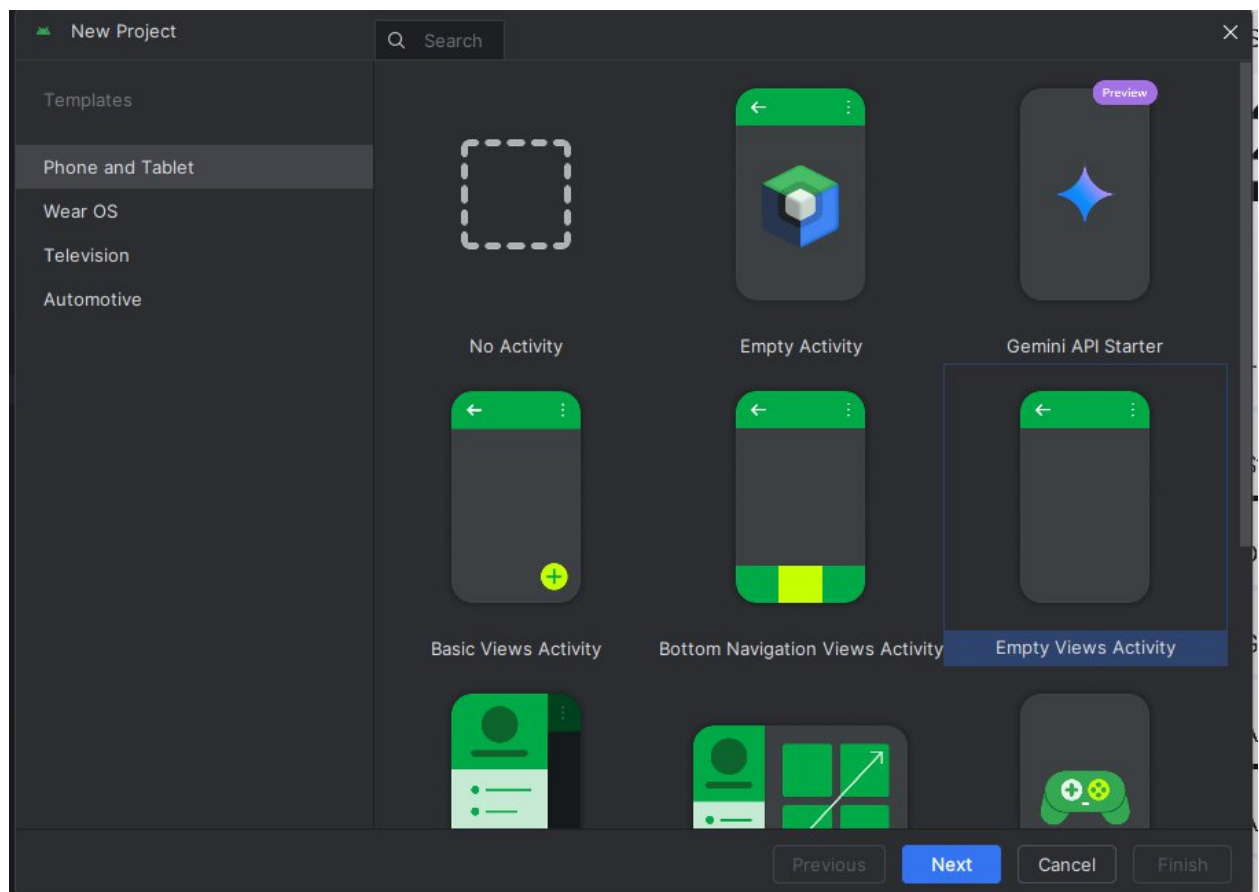 New Project
Search
Templates
Phone and Tablet
Wear OS
Television
Automotive
Preview
No Activity
Empty Activity
Gemini API Starter
Basic Views Activity
Bottom Navigation Views Activity
Empty Views Activity
Previous
Next
Cancel
Finish